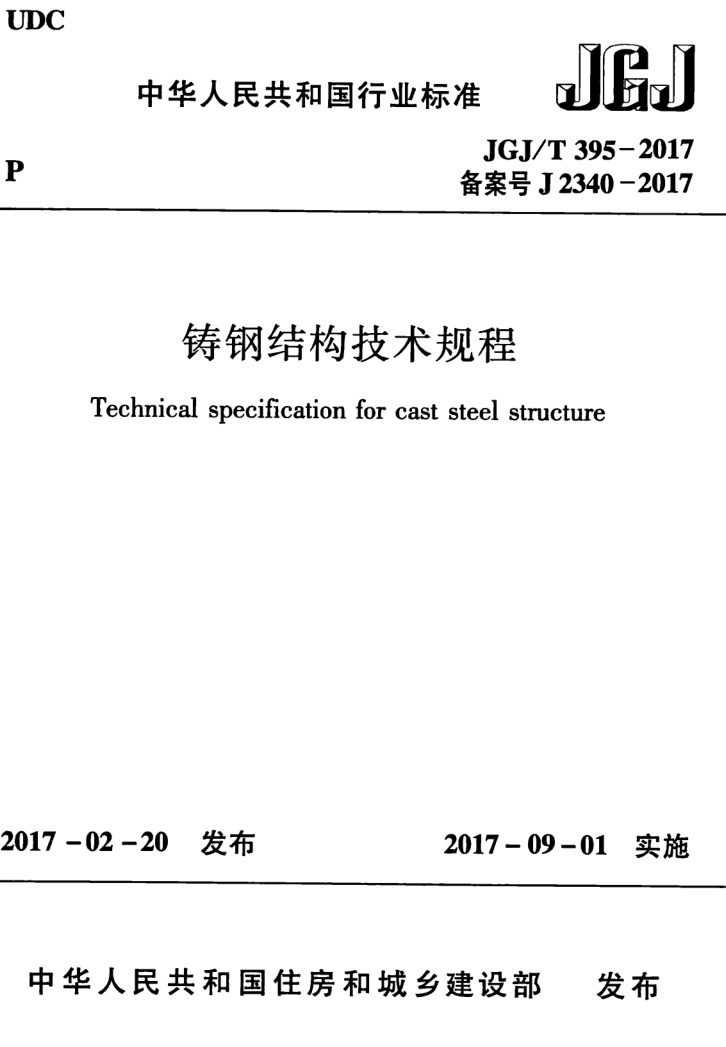 UDC
中华人民共和国行业标准
JGJ
P
JGJ/T 395-2017
备案号 J 2340-2017
铸钢结构技术规程
Technical specification for cast steel structure
2017-02-20 发布
2017-09-01 实施
中华人民共和国住房和城乡建设部 发布